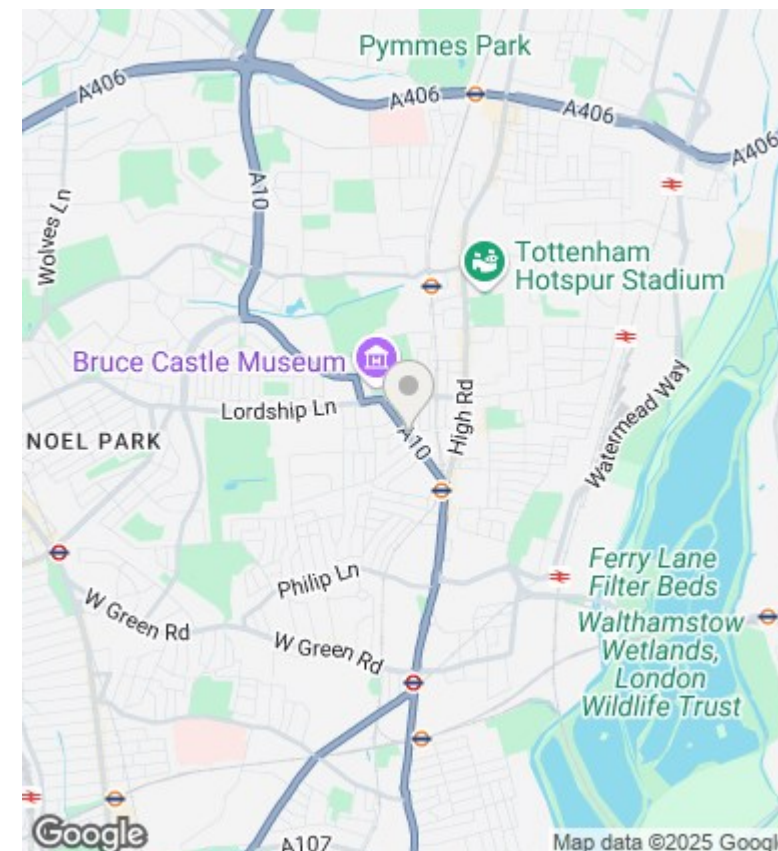 Pymmes Park
A406
A406
A406
A406
A10
Wolves Ln
Tottenham
Hotspur Stadium
Bruce Castle Museum
Lordship Ln
A10
High Rd
Watermead Way
NOEL PARK
Philip Ln
Ferry Lane
Filter Beds
Walthamstow
Wetlands,
London
Wildlife Trust
W Green Rd
W Green Rd
A107
Google
Map data ©2025 Googl